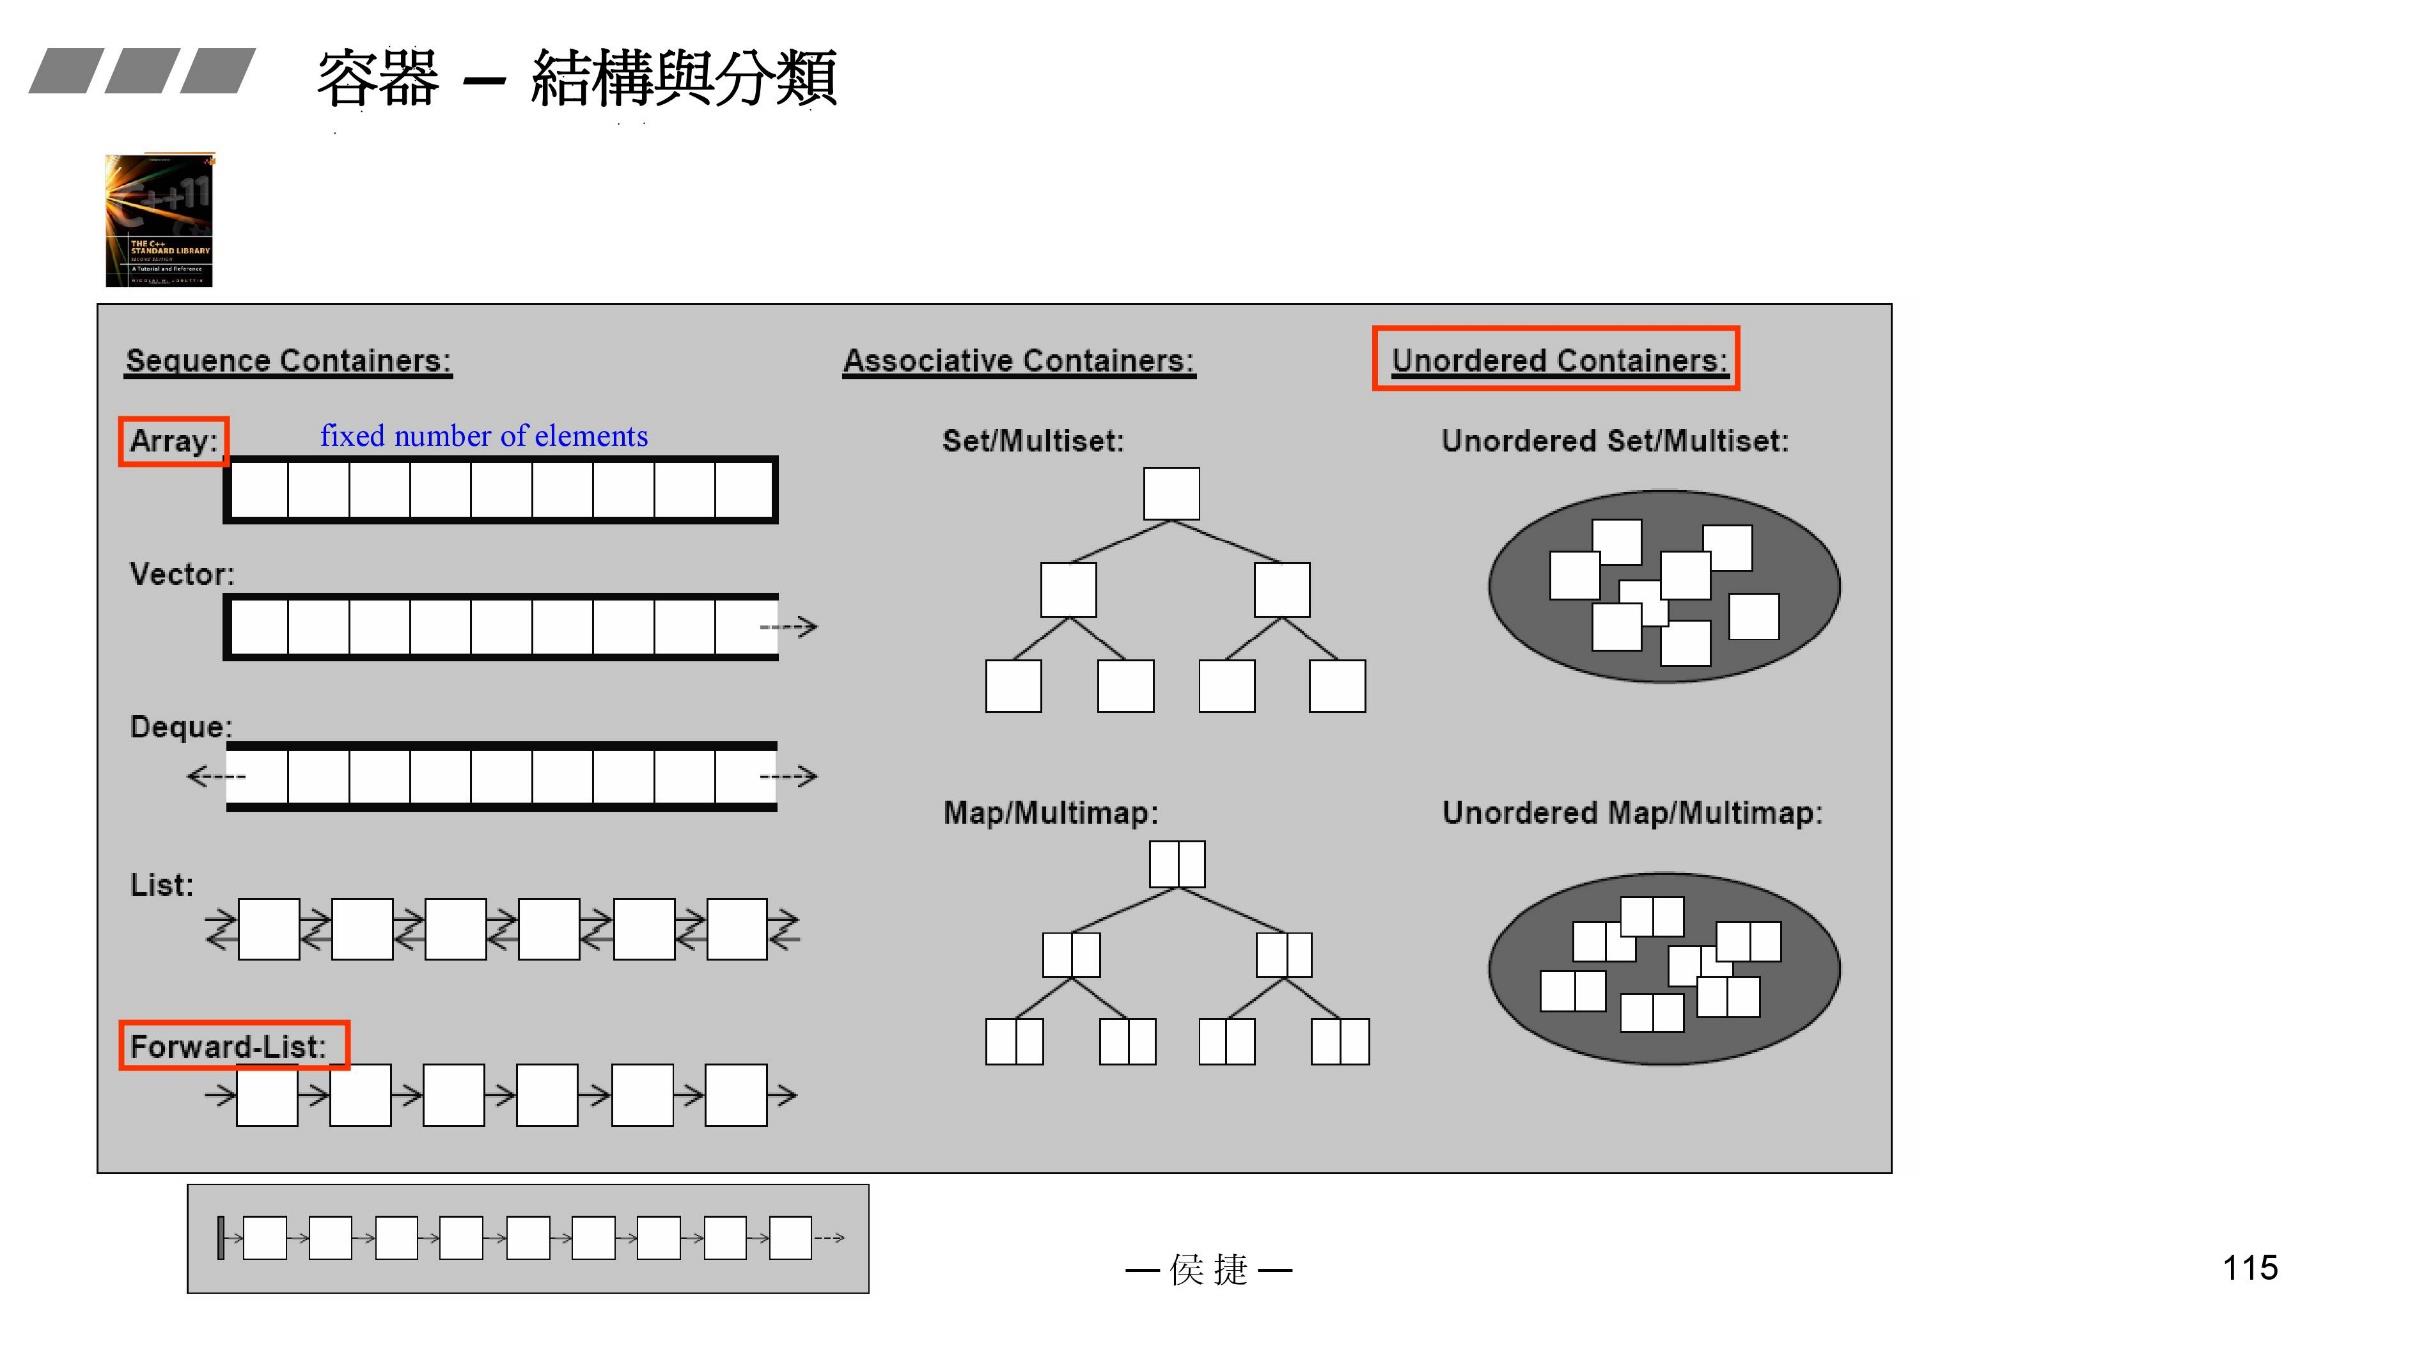 容器 – 結構與分類
C++11
THE C++
STANDARD LIBRARY
SECOND EDITION
A Tutorial and Reference
Sequence Containers:
Associative Containers:
Unordered Containers:
Array:
fixed number of elements
Set/Multiset:
Unordered Set/Multiset:
Vector:
Deque:
Map/Multimap:
Unordered Map/Multimap:
List:
Forward-List:
— 侯 捷 —
115